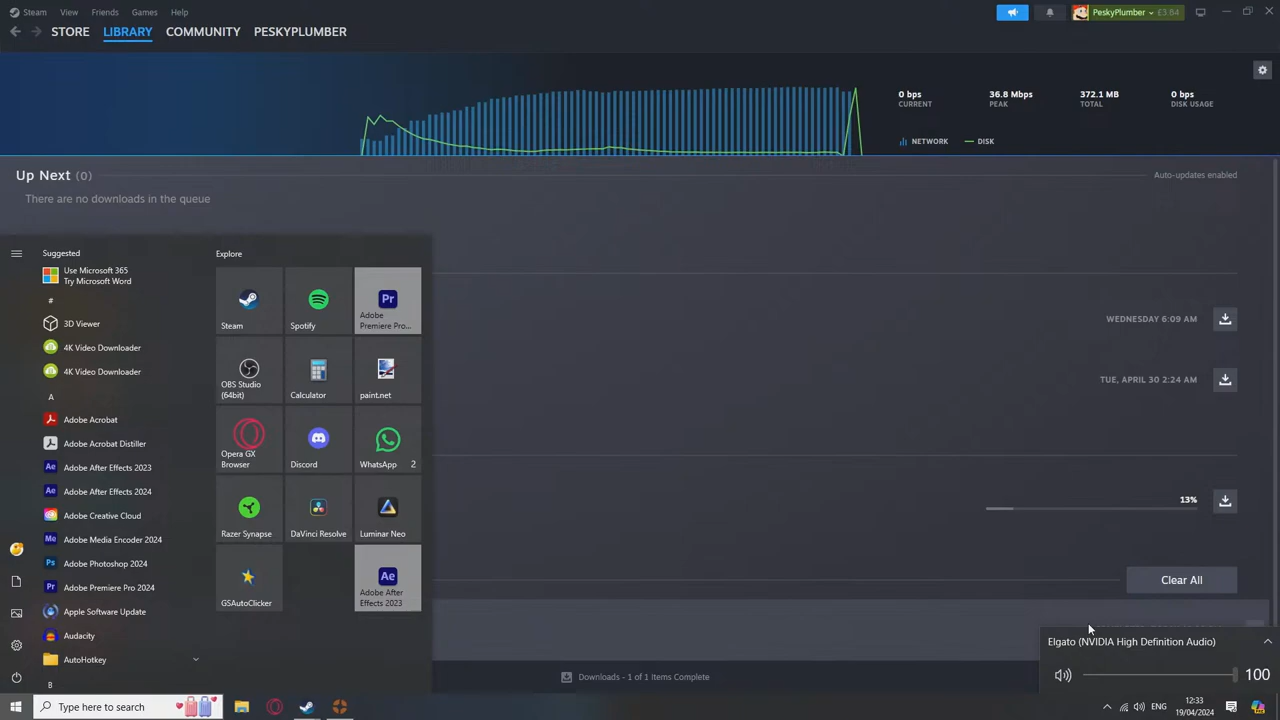 Steam View Friends Games Help
PeskyPlumber £3.64
STORE LIBRARY COMMUNITY PESKYPLUMBER
0 bps 36.8 Mbps 372.1 MB 0 bps
CURRENT PEAK TOTAL DISK USAGE
NETWORK DISK
Up Next (0)
Auto-updates enabled
There are no downloads in the queue
WEDNESDAY 6:09 AM
TUE, APRIL 30 2:24 AM
13%
Clear All
Downloads - 1 of 1 Items Complete
Suggested
Use Microsoft 365
Try Microsoft Word
#
3D Viewer
4K Video Downloader
4K Video Downloader
A
Adobe Acrobat
Adobe Acrobat Distiller
Adobe After Effects 2023
Adobe After Effects 2024
Adobe Creative Cloud
Adobe Media Encoder 2024
Adobe Photoshop 2024
Adobe Premiere Pro 2024
Apple Software Update
Audacity
AutoHotkey
B
Explore
Steam
Spotify
Pr
Adobe
Premiere Pro...
OBS Studio
(64bit)
Calculator
paint.net
Opera GX
Browser
Discord
WhatsApp 2
Razer Synapse
DaVinci Resolve
Luminar Neo
GSAutoClicker
Ae
Adobe After
Effects 2023
Elgato (NVIDIA High Definition Audio)
100
Type here to search
ENG
12:33
19/04/2024